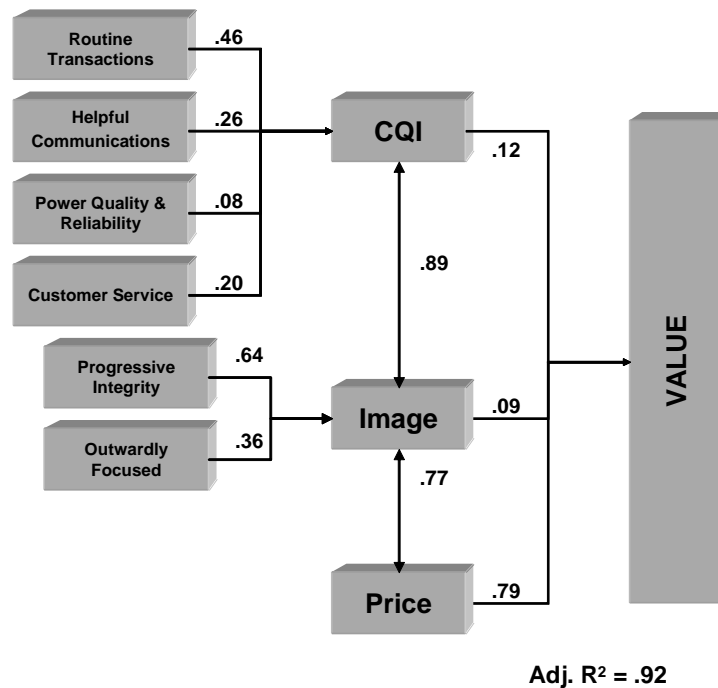 Routine
Transactions
.46
Helpful
Communications
.26
Power Quality &
Reliability
.08
Customer Service
.20
CQI
.12
.89
Progressive
Integrity
.64
Outwardly
Focused
.36
Image
.09
.77
Price
.79
VALUE
Adj. R² = .92